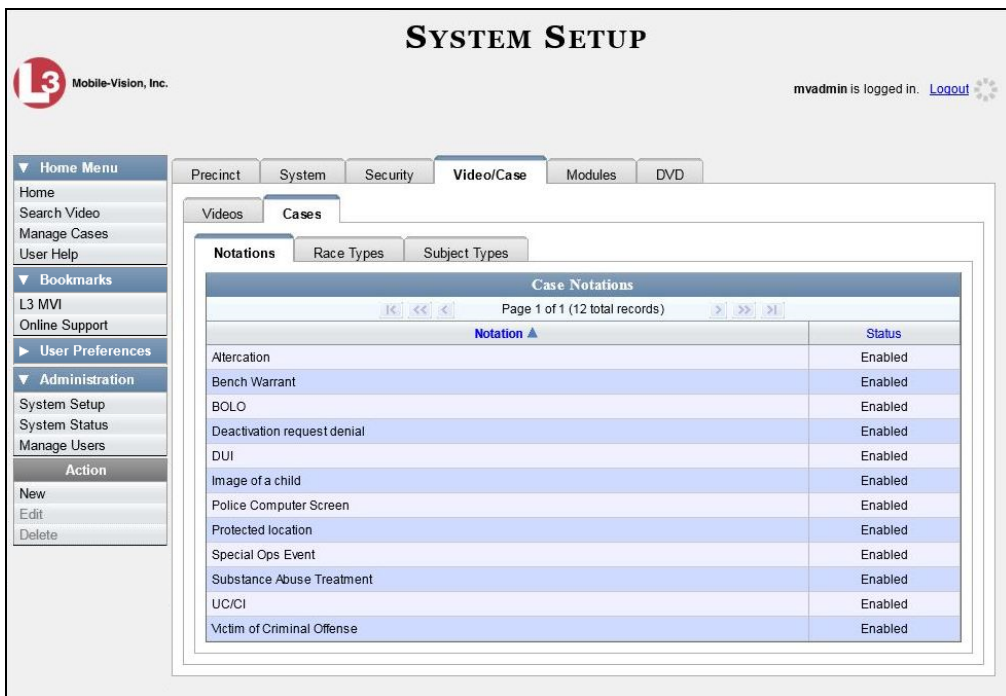 SYSTEM SETUP
L3 Mobile-Vision, Inc.
mvadmin is logged in. Logout
▼ Home Menu
Home
Search Video
Manage Cases
User Help
▼ Bookmarks
L3 MVI
Online Support
► User Preferences
▼ Administration
System Setup
System Status
Manage Users
Action
New
Edit
Delete
Precinct System Security Video/Case Modules DVD
Videos Cases
Notations Race Types Subject Types
Case Notations
|< << < Page 1 of 1 (12 total records) > >> >|
Notation ▲ Status
Altercation Enabled
Bench Warrant Enabled
BOLO Enabled
Deactivation request denial Enabled
DUI Enabled
Image of a child Enabled
Police Computer Screen Enabled
Protected location Enabled
Special Ops Event Enabled
Substance Abuse Treatment Enabled
UC/CI Enabled
Victim of Criminal Offense Enabled